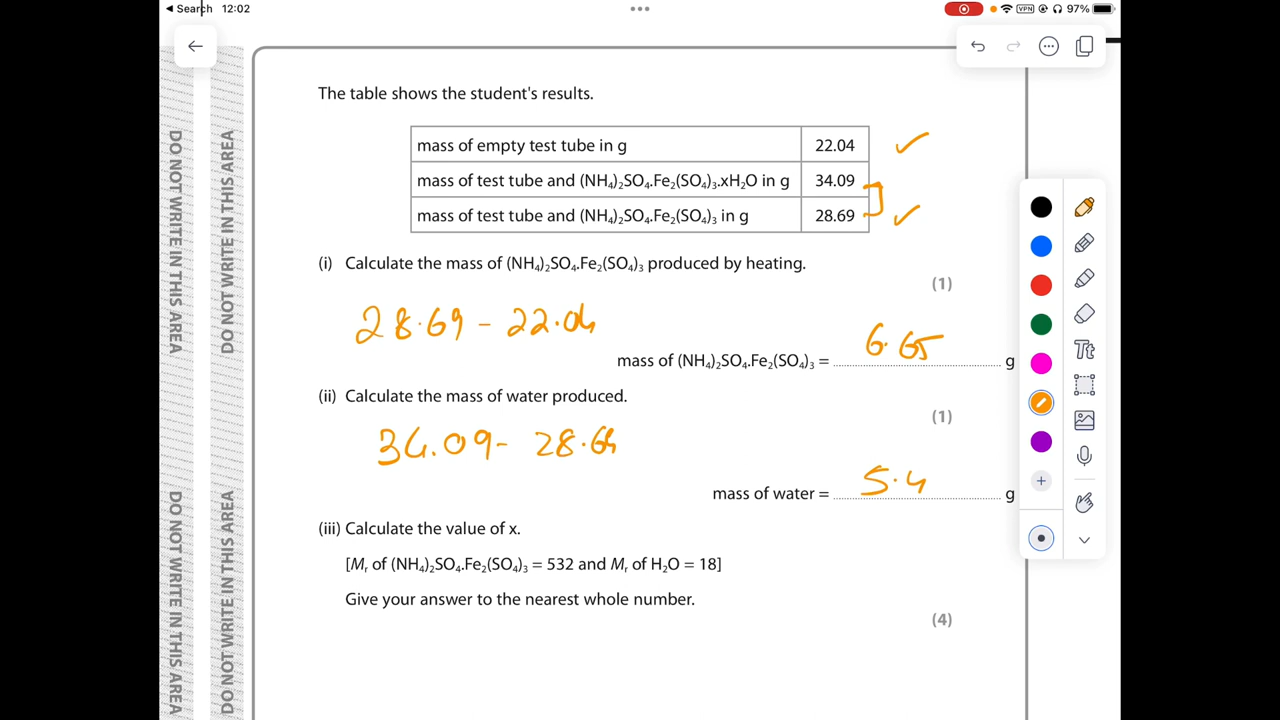 Search 12:02
VPN 97%
The table shows the student's results.
mass of empty test tube in g 22.04
mass of test tube and (NH₄)₂SO₄.Fe₂(SO₄)₃.xH₂O in g 34.09
mass of test tube and (NH₄)₂SO₄.Fe₂(SO₄)₃ in g 28.69
(i) Calculate the mass of (NH₄)₂SO₄.Fe₂(SO₄)₃ produced by heating.
(1)
28.69 - 22.04
6.65
mass of (NH₄)₂SO₄.Fe₂(SO₄)₃ = g
(ii) Calculate the mass of water produced.
(1)
34.09 - 28.69
5.4
mass of water = g
(iii) Calculate the value of x.
[Mᵣ of (NH₄)₂SO₄.Fe₂(SO₄)₃ = 532 and Mᵣ of H₂O = 18]
Give your answer to the nearest whole number.
(4)
DO NOT WRITE IN THIS AREA
DO NOT WRITE IN THIS AREA
DO NOT WRITE IN THIS AREA
DO NOT WRITE IN THIS AREA
Tt